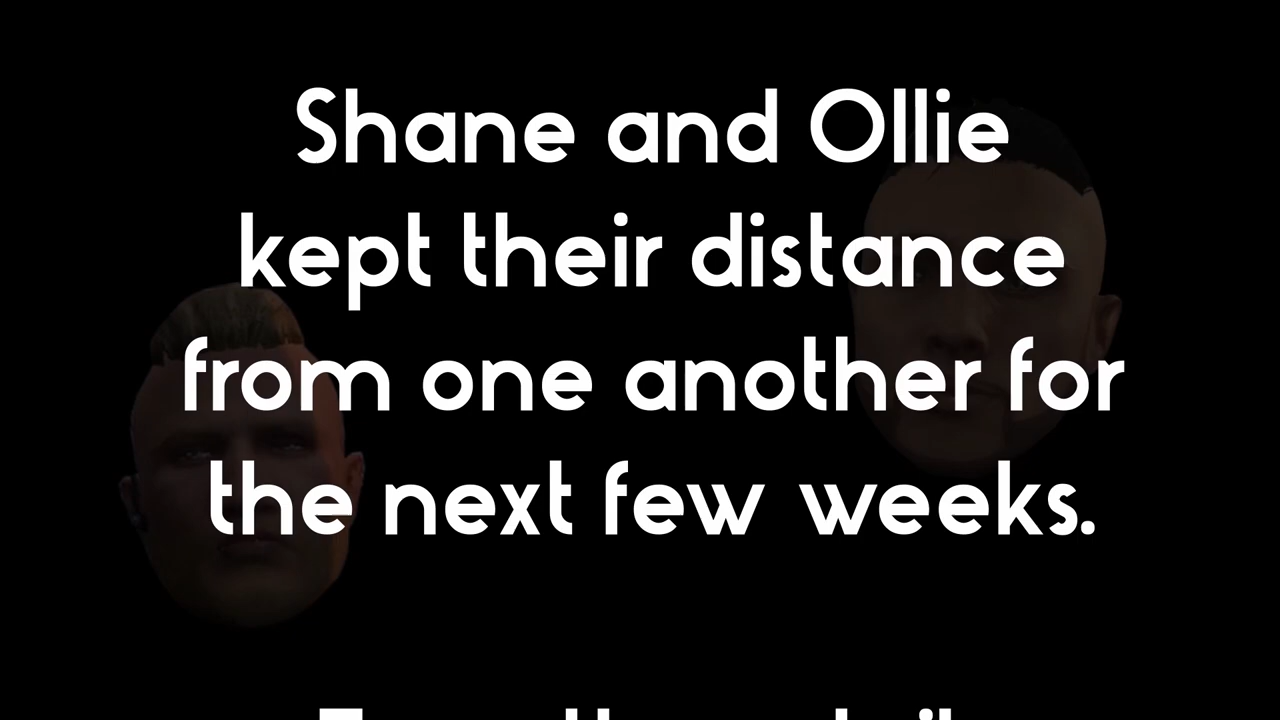 Shane and Ollie
kept their distance
from one another for
the next few weeks.